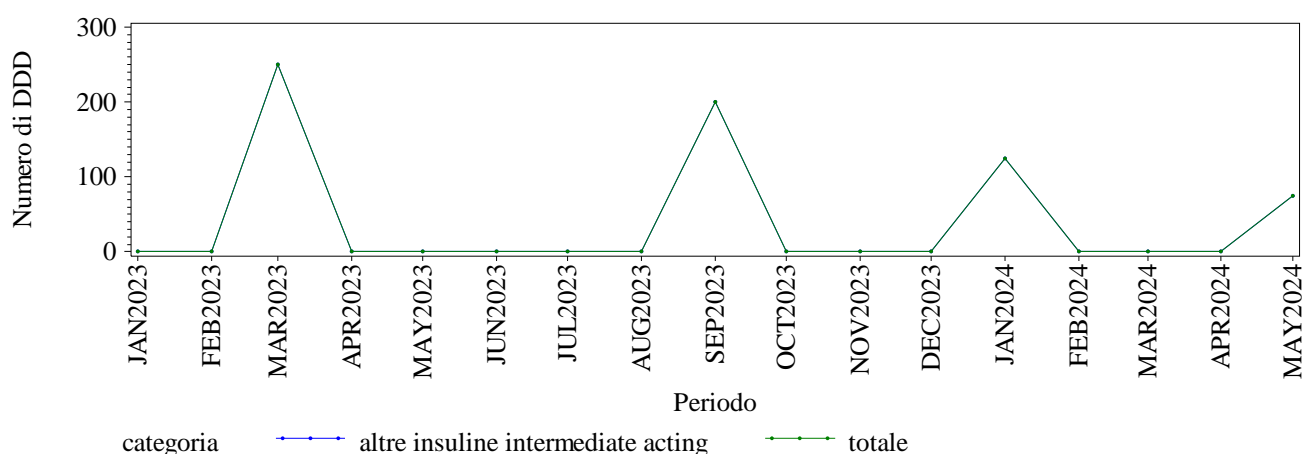 300
200
100
0
Numero di DDD
JAN2023
FEB2023
MAR2023
APR2023
MAY2023
JUN2023
JUL2023
AUG2023
SEP2023
OCT2023
NOV2023
DEC2023
JAN2024
FEB2024
MAR2024
APR2024
MAY2024
Periodo
categoria altre insuline intermediate acting totale